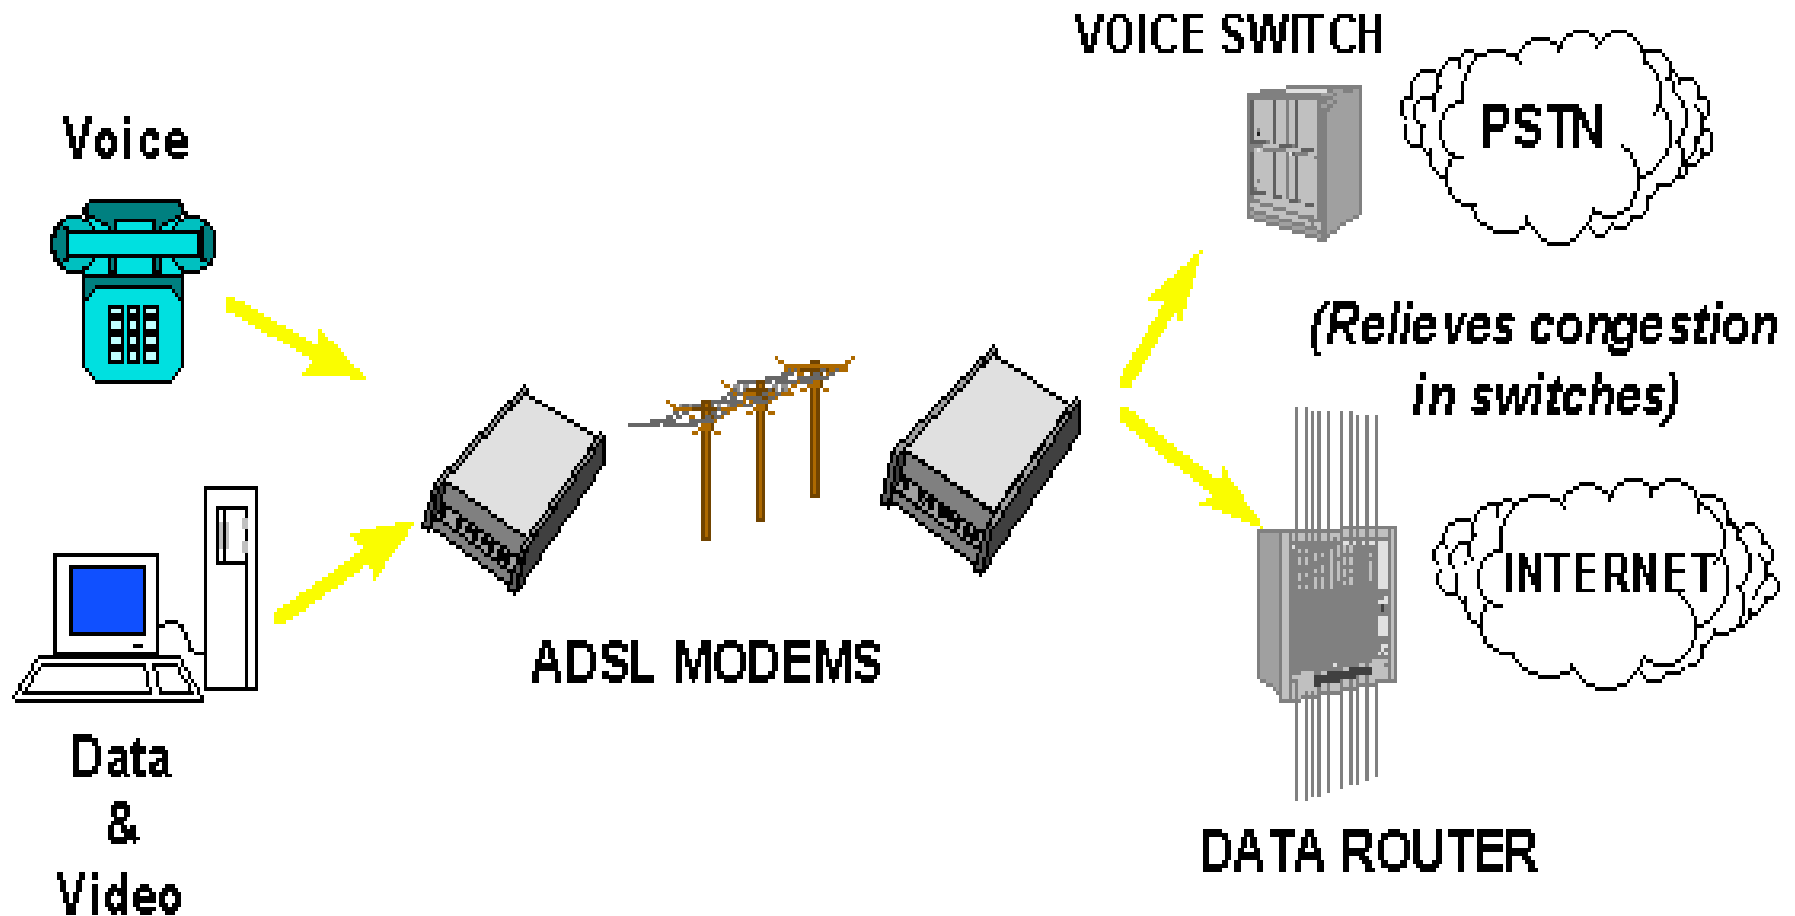 VOICE SWITCH
PSTN
Voice
(Relieves congestion
in switches)
INTERNET
ADSL MODEMS
Data
&
Video
DATA ROUTER